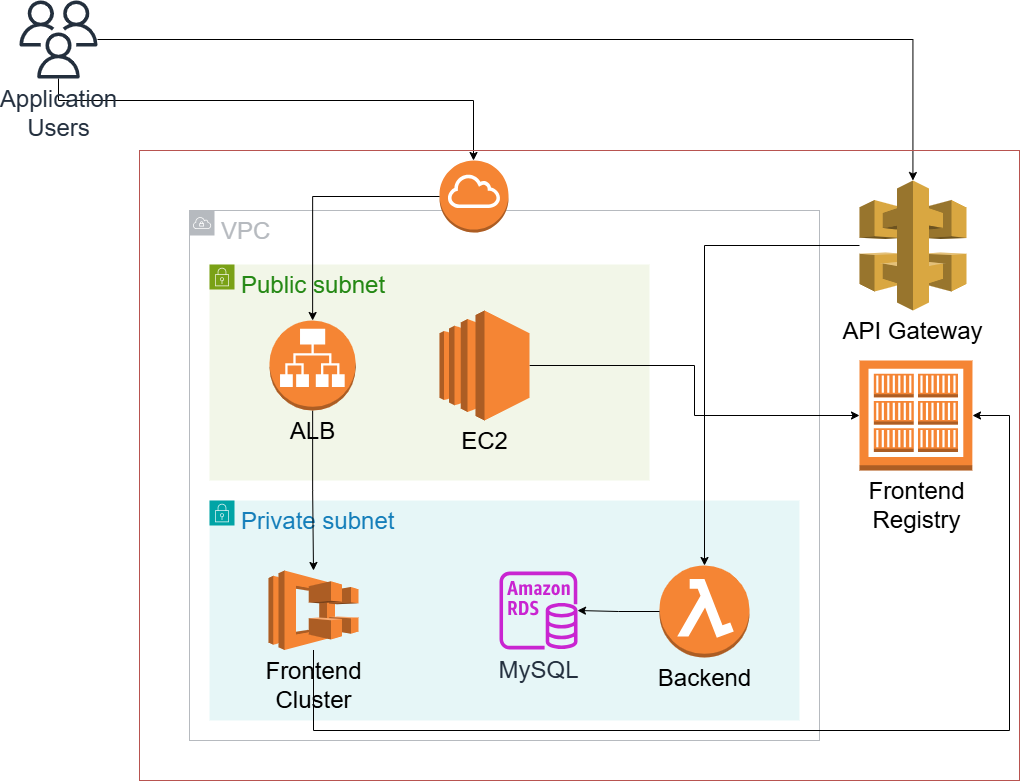 Application
Users
VPC
Public subnet
ALB
EC2
API Gateway
Frontend
Registry
Private subnet
Frontend
Cluster
Amazon
RDS
MySQL
Backend